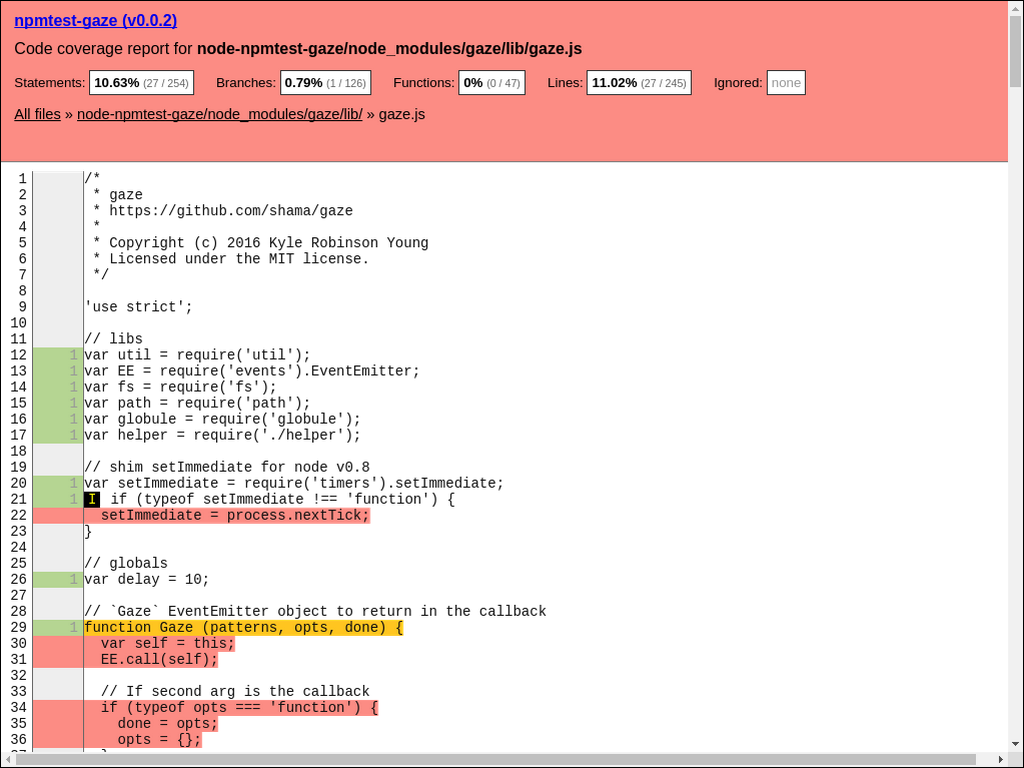 npmtest-gaze (v0.0.2)
Code coverage report for node-npmtest-gaze/node_modules/gaze/lib/gaze.js
Statements: 10.63% (27 / 254) Branches: 0.79% (1 / 126) Functions: 0% (0 / 47) Lines: 11.02% (27 / 245) Ignored: none
All files » node-npmtest-gaze/node_modules/gaze/lib/ » gaze.js
1 /*
2  * gaze
3  * https://github.com/shama/gaze
4  *
5  * Copyright (c) 2016 Kyle Robinson Young
6  * Licensed under the MIT license.
7  */
8
9 'use strict';
10
11 // libs
12 1 var util = require('util');
13 1 var EE = require('events').EventEmitter;
14 1 var fs = require('fs');
15 1 var path = require('path');
16 1 var globule = require('globule');
17 1 var helper = require('./helper');
18
19 // shim setImmediate for node v0.8
20 1 var setImmediate = require('timers').setImmediate;
21 1 I if (typeof setImmediate !== 'function') {
22   setImmediate = process.nextTick;
23 }
24
25 // globals
26 1 var delay = 10;
27
28 // `Gaze` EventEmitter object to return in the callback
29 1 function Gaze (patterns, opts, done) {
30   var self = this;
31   EE.call(self);
32
33   // If second arg is the callback
34   if (typeof opts === 'function') {
35     done = opts;
36     opts = {};